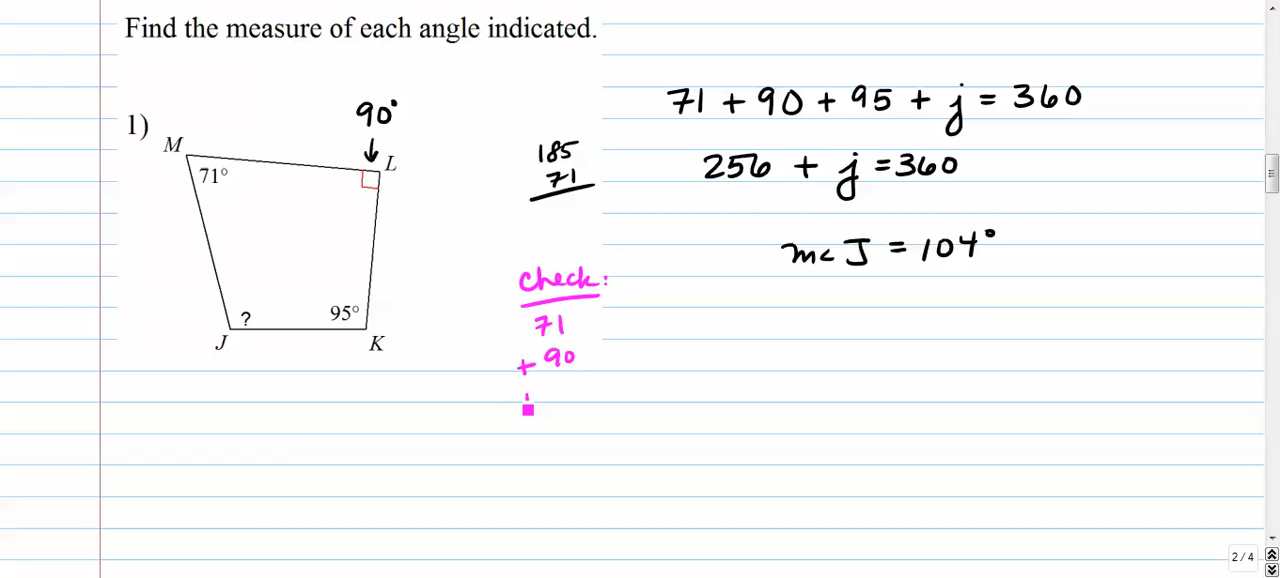 Find the measure of each angle indicated.
1)
90°
M
L
71°
95°
?
J
K
185
71
71 + 90 + 95 + j = 360
256 + j = 360
m< J = 104°
check:
71
+ 90
2 / 4